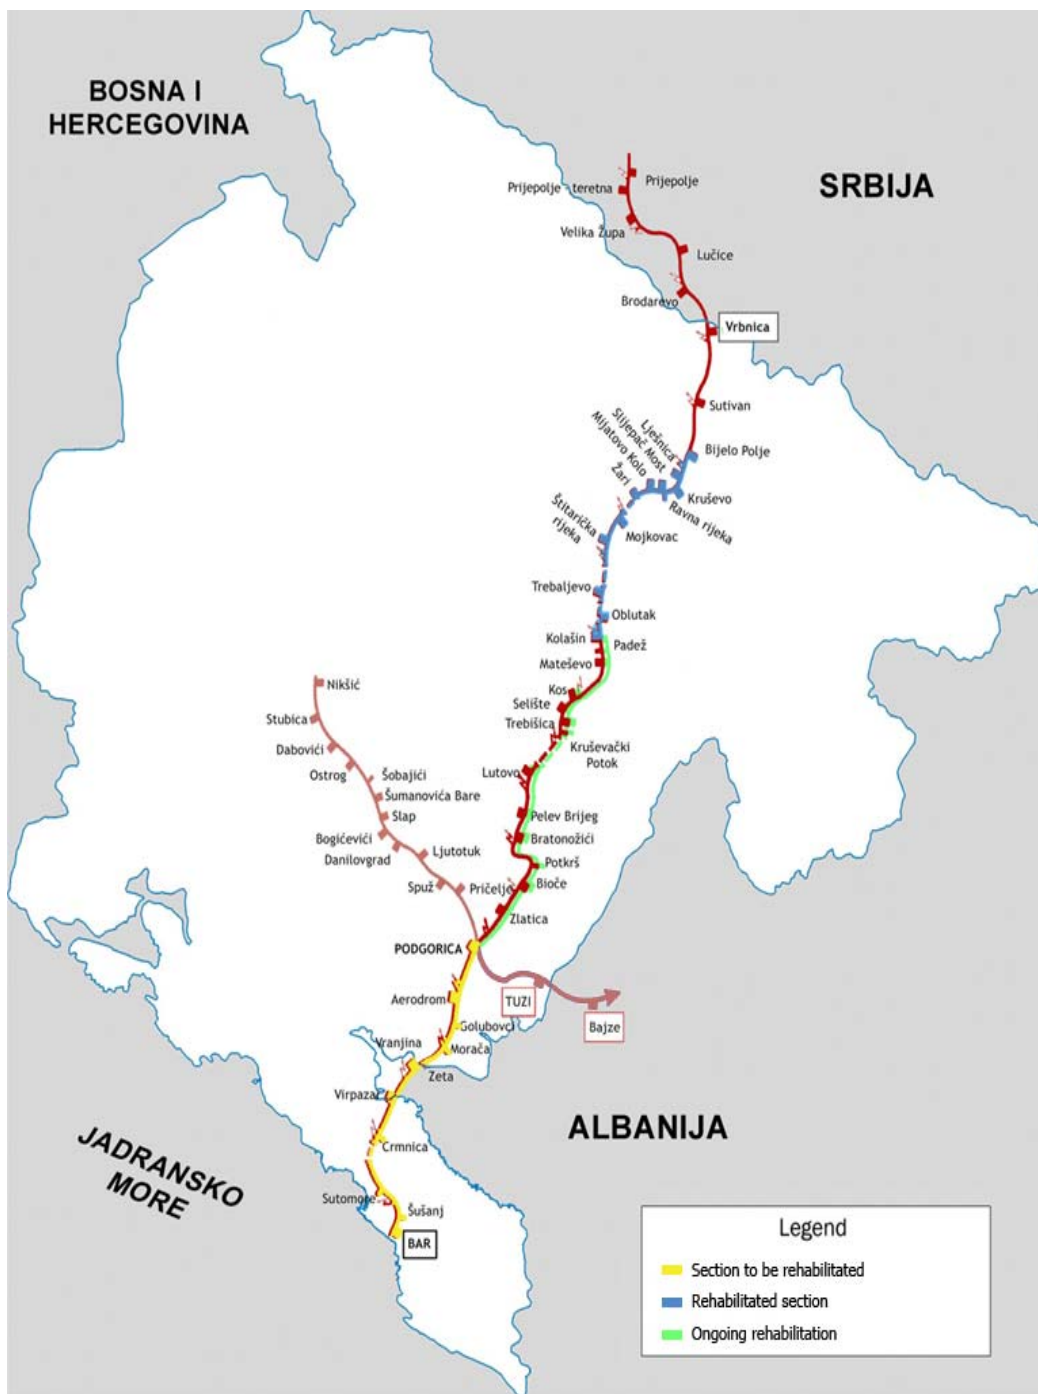 BOSNA I
HERCEGOVINA
SRBIJA
Prijepolje
Prijepolje - teretna
Velika Župa
Lučice
Brodarevo
Vrbnica
Sutivan
Bijelo Polje
Lješnica
Slijepač Most
Mijatovo Kolo
Žari
Kruševo
Ravna rijeka
Mojkovac
Štitarička
rijeka
Trebaljevo
Oblutak
Kolašin
Padež
Mateševo
Kos
Selište
Trebišica
Kruševački
Potok
Lutovo
Pelev Brijeg
Bratonožići
Potkrš
Bioče
Zlatica
Nikšić
Stubica
Dabovići
Ostrog
Šobajići
Šumanovića Bare
Slap
Bogićevići
Danilovgrad
Ljutotuk
Spuž
Pričelje
PODGORICA
TUZI
Bajze
Aerodrom
Golubovci
Vranjina
Morača
Zeta
Virpazar
Crmnica
Sutomore
Šušanj
BAR
ALBANIJA
JADRANSKO
MORE
Legend
Section to be rehabilitated
Rehabilitated section
Ongoing rehabilitation